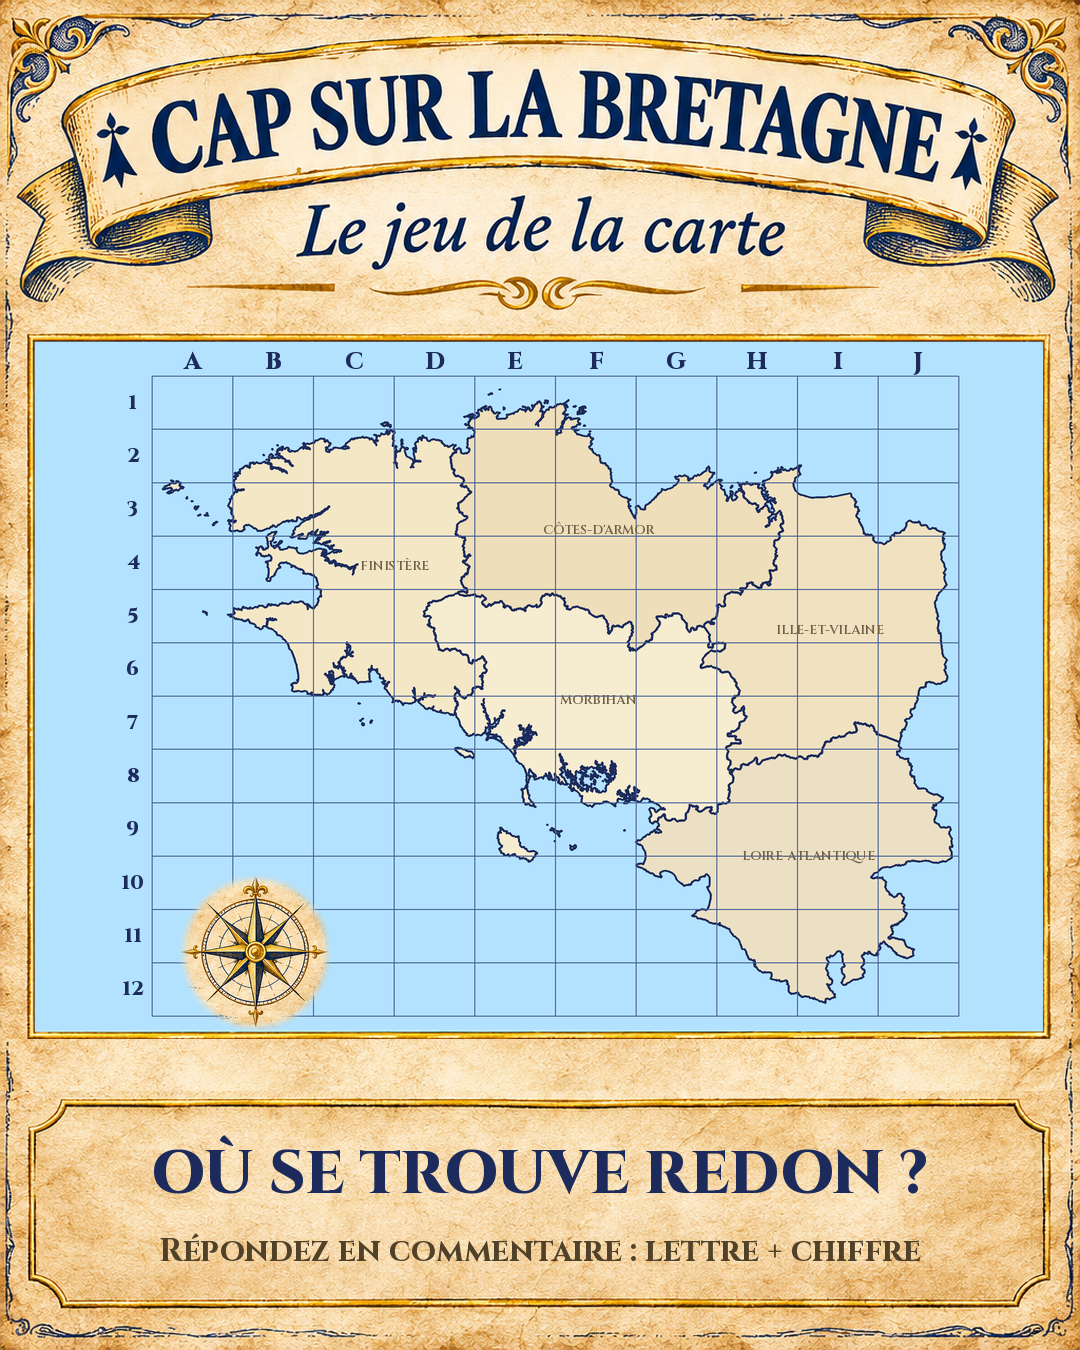 CAP SUR LA BRETAGNE
Le jeu de la carte
A B C D E F G H I J
1
2
3
CÔTES-D'ARMOR
4
FINISTÈRE
5
ILLE-ET-VILAINE
6
MORBIHAN
7
8
9
LOIRE-ATLANTIQUE
10
11
12
OÙ SE TROUVE REDON ?
RÉPONDEZ EN COMMENTAIRE : LETTRE + CHIFFRE